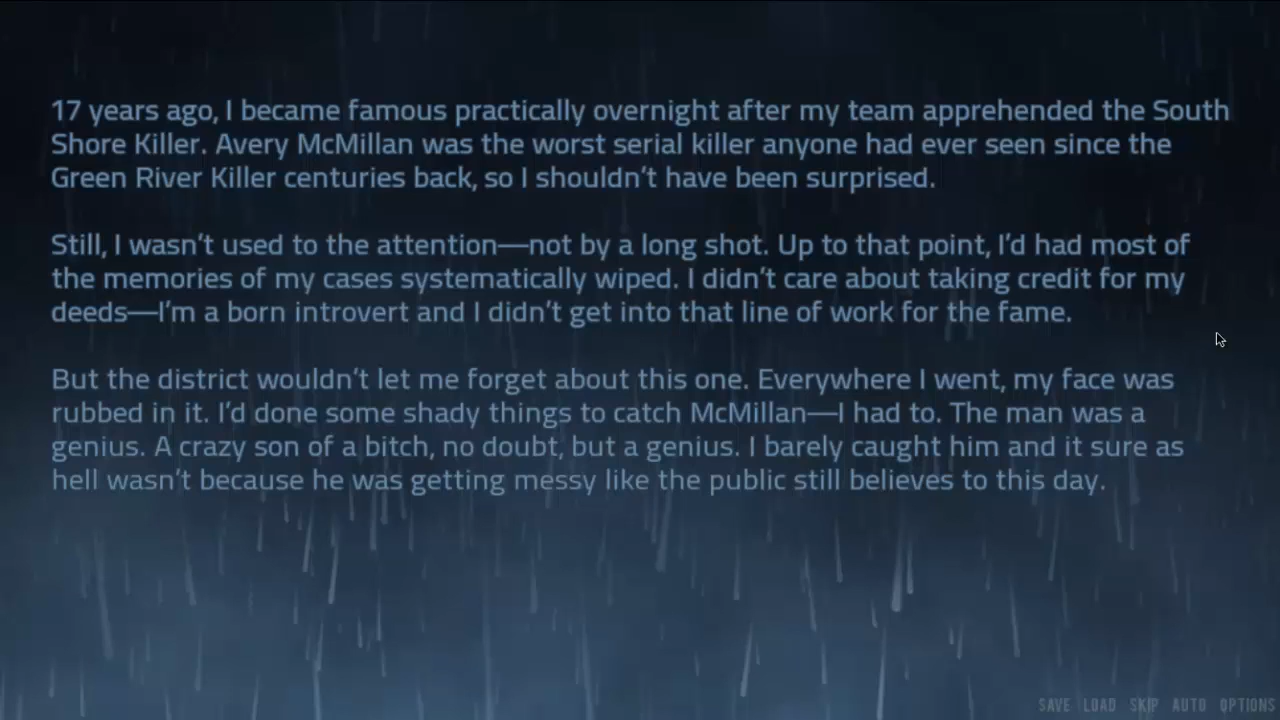 17 years ago, I became famous practically overnight after my team apprehended the South
Shore Killer. Avery McMillan was the worst serial killer anyone had ever seen since the
Green River Killer centuries back, so I shouldn’t have been surprised.
Still, I wasn’t used to the attention—not by a long shot. Up to that point, I’d had most of
the memories of my cases systematically wiped. I didn’t care about taking credit for my
deeds—I’m a born introvert and I didn’t get into that line of work for the fame.
But the district wouldn’t let me forget about this one. Everywhere I went, my face was
rubbed in it. I’d done some shady things to catch McMillan—I had to. The man was a
genius. A crazy son of a bitch, no doubt, but a genius. I barely caught him and it sure as
hell wasn’t because he was getting messy like the public still believes to this day.
SAVE LOAD SKIP AUTO OPTIONS